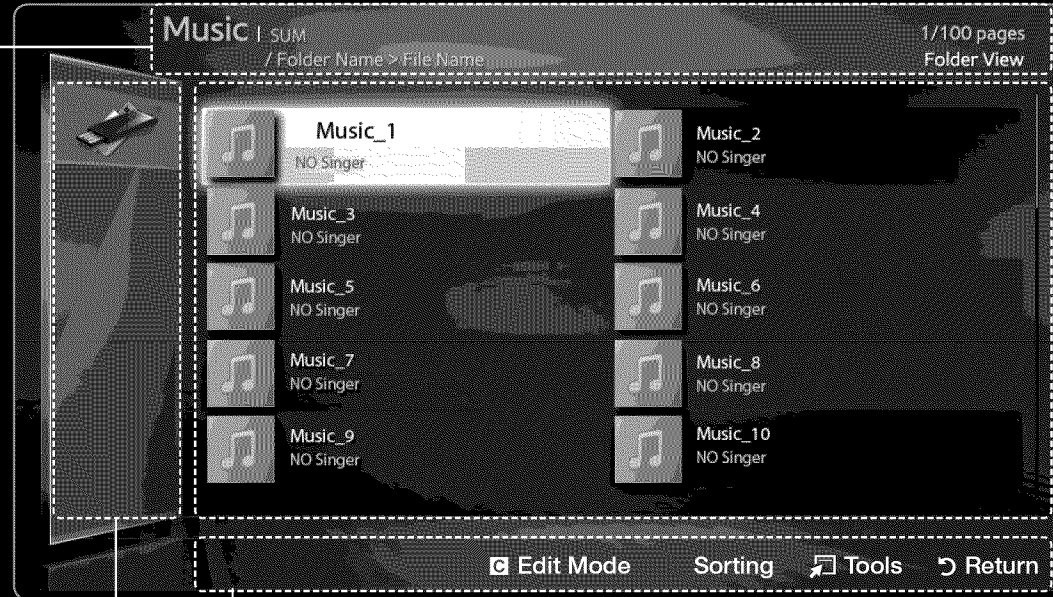 Music | SUM
/ Folder Name > File Name
1/100 pages
Folder View
Music_1
NO Singer
Music_2
NO Singer
Music_3
NO Singer
Music_4
NO Singer
Music_5
NO Singer
Music_6
NO Singer
Music_7
NO Singer
Music_8
NO Singer
Music_9
NO Singer
Music_10
NO Singer
C Edit Mode Sorting Tools Return